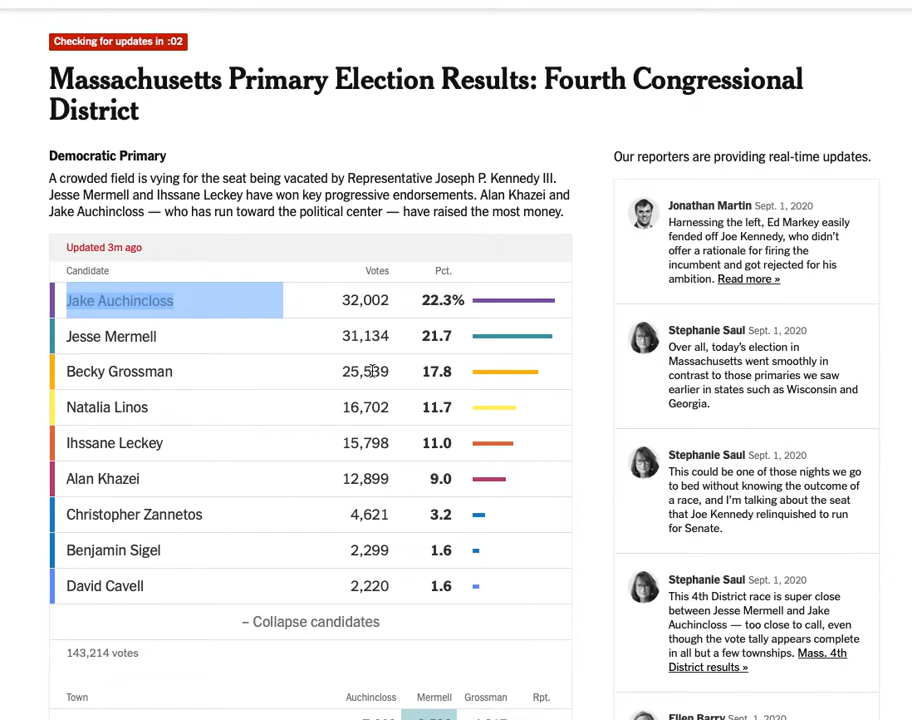 Checking for updates in :02
Massachusetts Primary Election Results: Fourth Congressional
District
Democratic Primary
A crowded field is vying for the seat being vacated by Representative Joseph P. Kennedy III.
Jesse Mermell and Ihssane Leckey have won key progressive endorsements. Alan Khazei and
Jake Auchincloss — who has run toward the political center — have raised the most money.
Updated 3m ago
Candidate Votes Pct.
Jake Auchincloss 32,002 22.3%
Jesse Mermell 31,134 21.7
Becky Grossman 25,539 17.8
Natalia Linos 16,702 11.7
Ihssane Leckey 15,798 11.0
Alan Khazei 12,899 9.0
Christopher Zannetos 4,621 3.2
Benjamin Sigel 2,299 1.6
David Cavell 2,220 1.6
– Collapse candidates
143,214 votes
Town Auchincloss Mermell Grossman Rpt.
Our reporters are providing real-time updates.
Jonathan Martin Sept. 1, 2020
Harnessing the left, Ed Markey easily
fended off Joe Kennedy, who didn't
offer a rationale for firing the
incumbent and got rejected for his
ambition. Read more »
Stephanie Saul Sept. 1, 2020
Over all, today's election in
Massachusetts went smoothly in
contrast to those primaries we saw
earlier in states such as Wisconsin and
Georgia.
Stephanie Saul Sept. 1, 2020
This could be one of those nights we go
to bed without knowing the outcome of
a race, and I'm talking about the seat
that Joe Kennedy relinquished to run
for Senate.
Stephanie Saul Sept. 1, 2020
This 4th District race is super close
between Jesse Mermell and Jake
Auchincloss — too close to call, even
though the vote tally appears complete
in all but a few townships. Mass. 4th
District results »
Ellen Barry Sept. 1, 2020